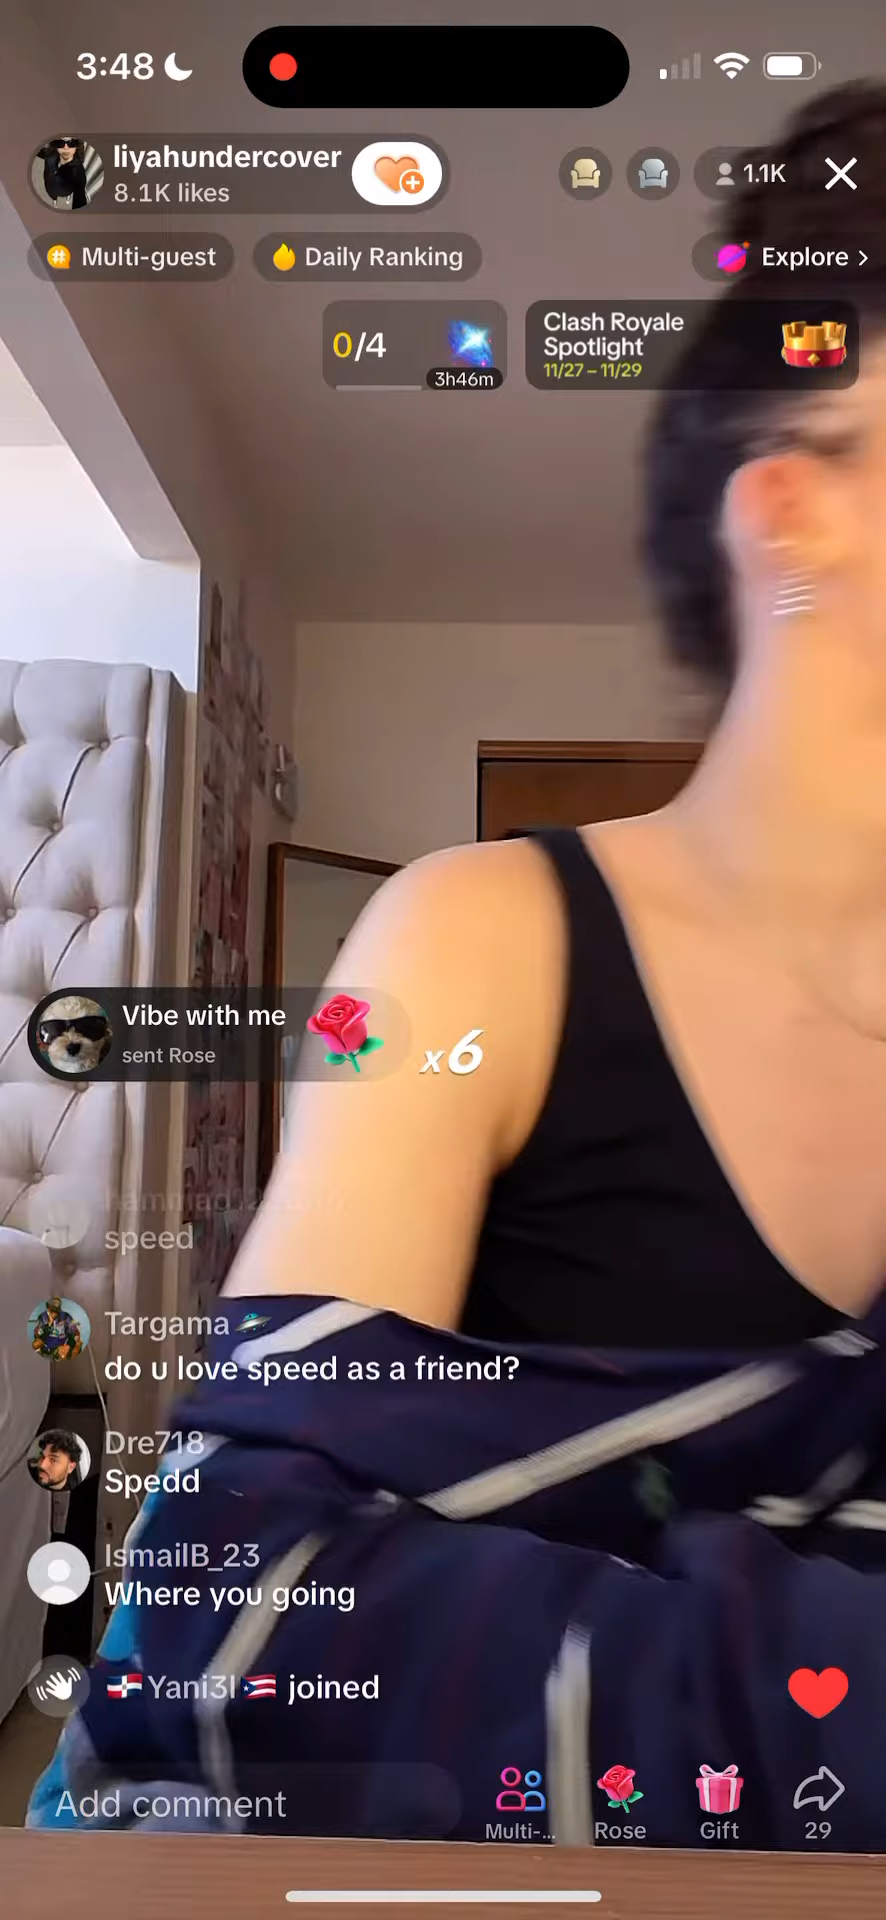 3:48
liyahundercover
8.1K likes
1.1K
Multi-guest
Daily Ranking
Explore >
0/4
3h46m
Clash Royale
Spotlight
11/27 – 11/29
Vibe with me
sent Rose
x6
speed
Targama🛸
do u love speed as a friend?
Dre718
Spedd
IsmailB_23
Where you going
🇩🇴Yani3l🇵🇷 joined
Add comment
Multi-...
Rose
Gift
29